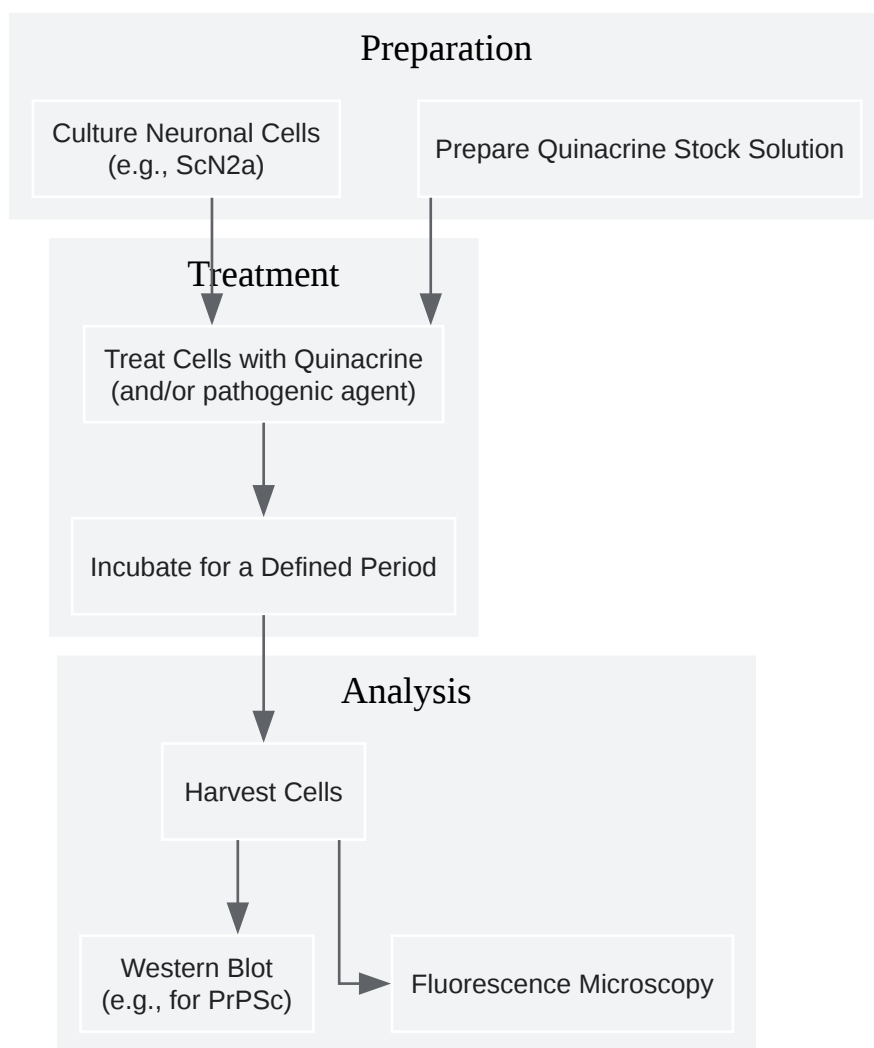 Preparation
Culture Neuronal Cells
(e.g., ScN2a)
Prepare Quinacrine Stock Solution
Treatment
Treat Cells with Quinacrine
(and/or pathogenic agent)
Incubate for a Defined Period
Analysis
Harvest Cells
Western Blot
(e.g., for PrPSc)
Fluorescence Microscopy